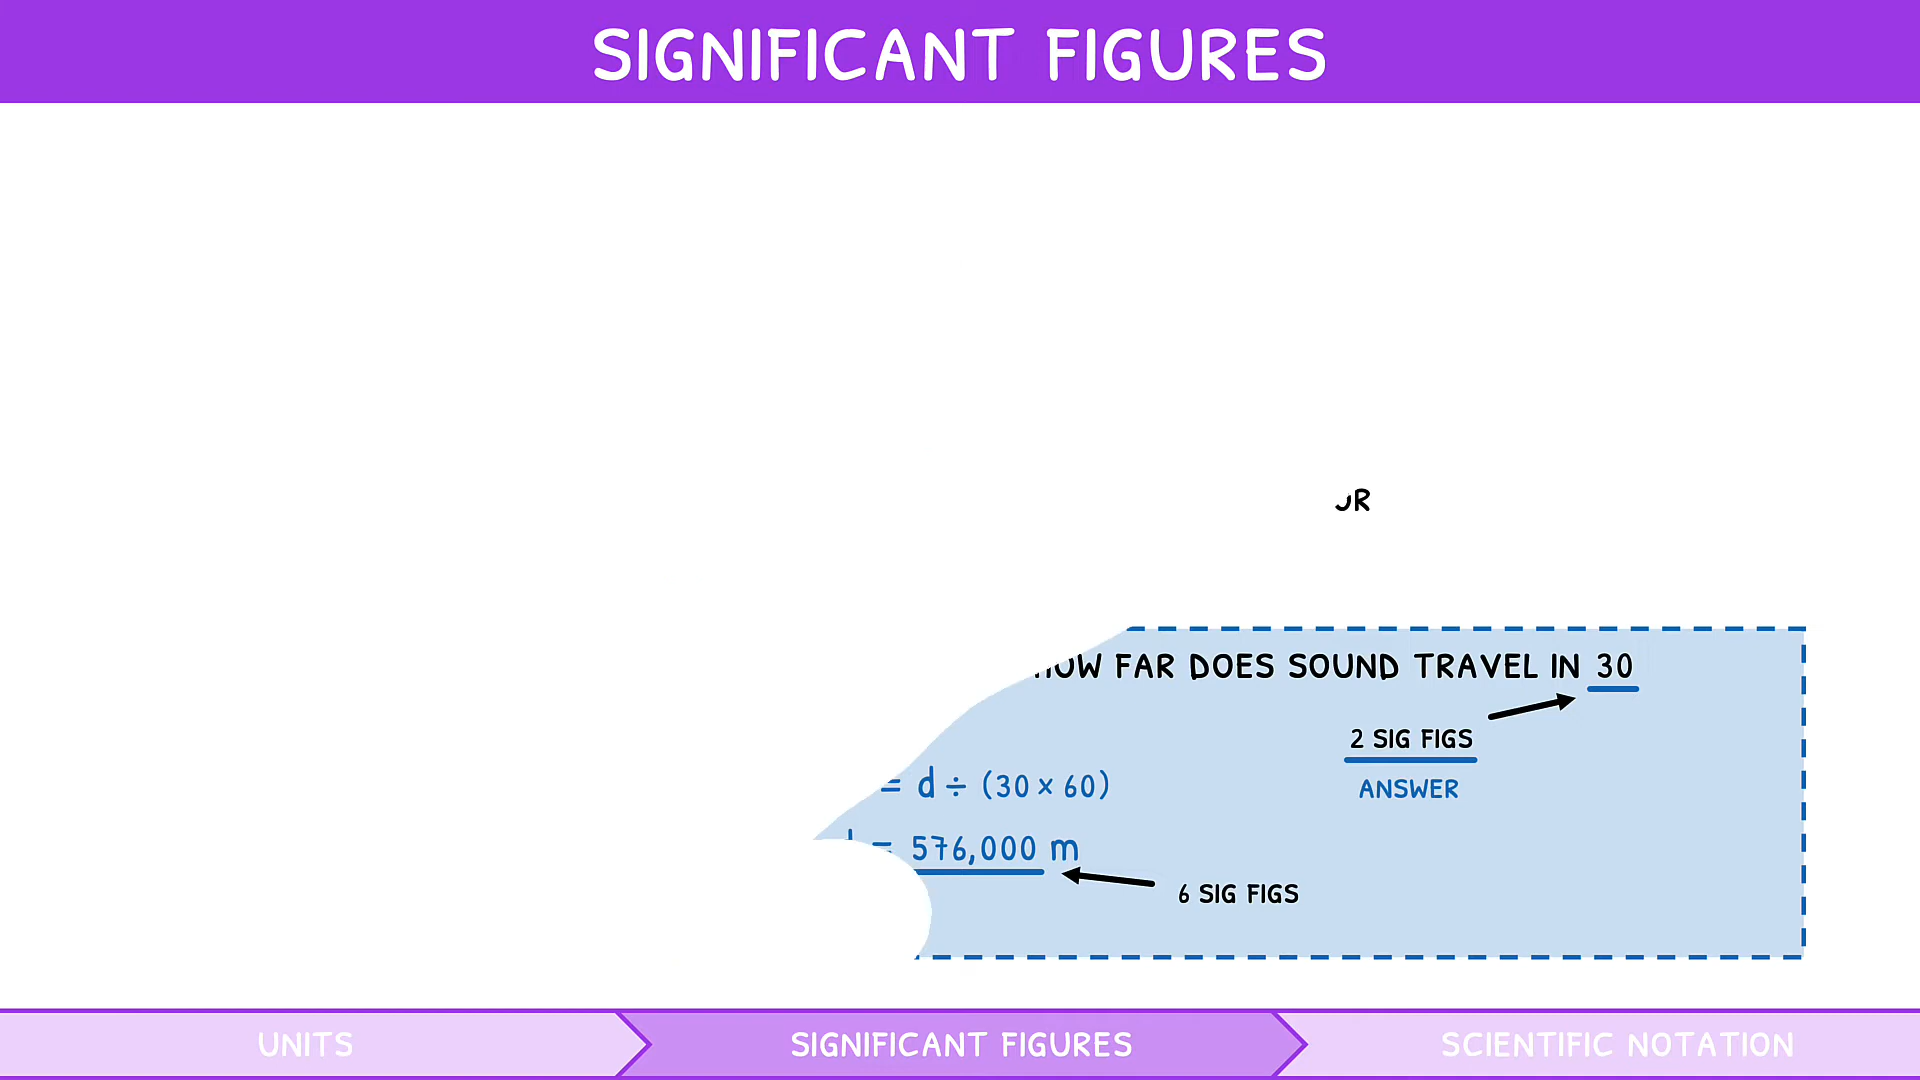 SIGNIFICANT FIGURES
FAR DOES SOUND TRAVEL IN 30
2 SIG FIGS
= d ÷ (30 × 60)
ANSWER
= 576,000 m
6 SIG FIGS
UNITS
SIGNIFICANT FIGURES
SCIENTIFIC NOTATION